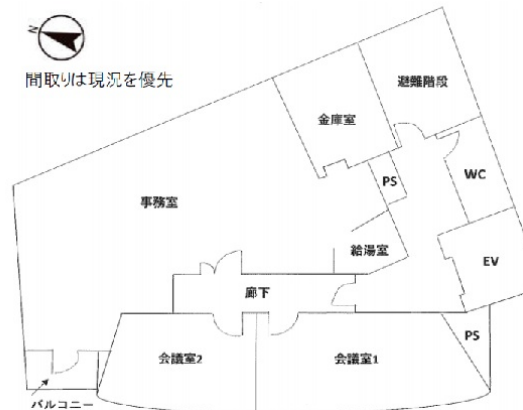 N
間取りは現況を優先
避難階段
金庫室
PS
WC
事務室
給湯室
EV
廊下
PS
会議室2
会議室1
バルコニー